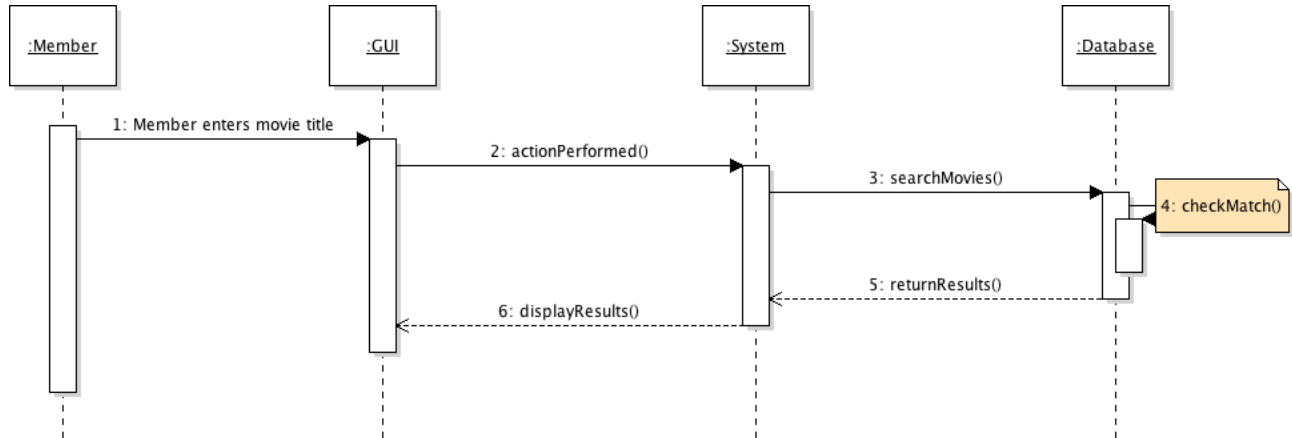 :Member
:GUI
:System
:Database
1: Member enters movie title
2: actionPerformed()
3: searchMovies()
4: checkMatch()
5: returnResults()
6: displayResults()